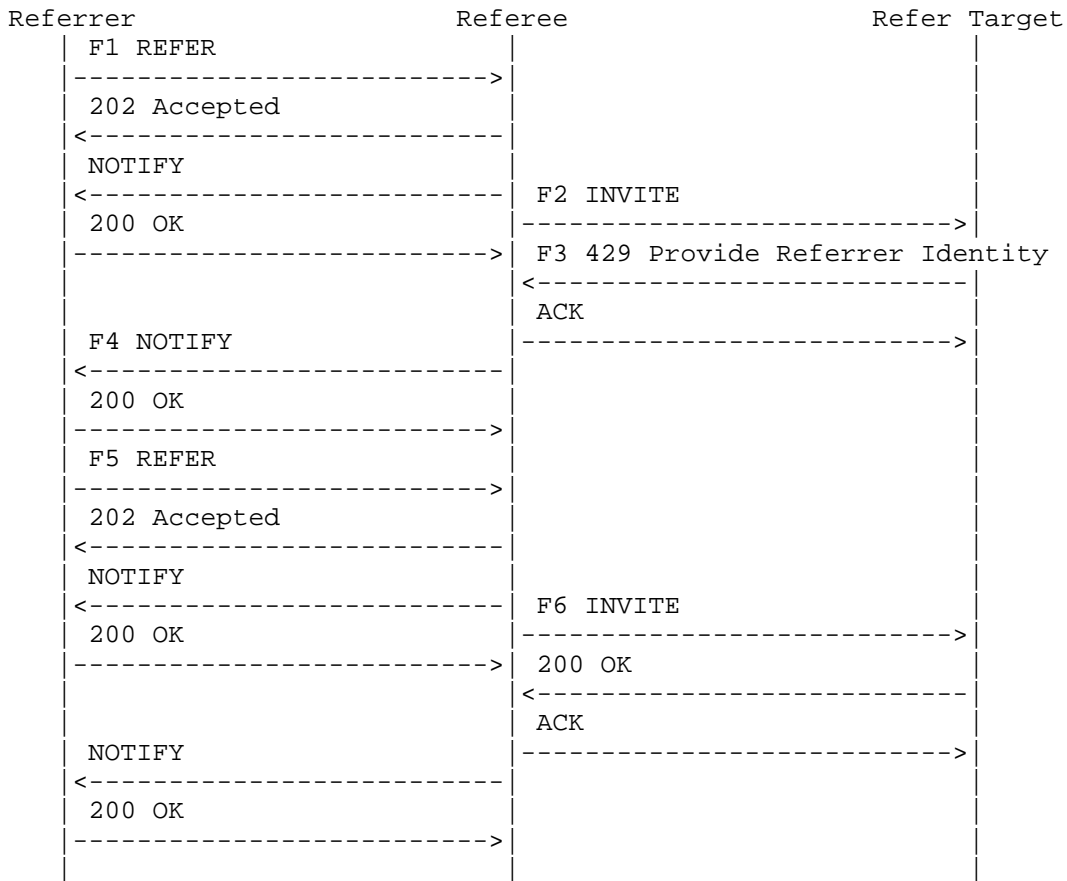 Referrer Referee Refer Target
F1 REFER
202 Accepted
NOTIFY
F2 INVITE
200 OK
F3 429 Provide Referrer Identity
ACK
F4 NOTIFY
200 OK
F5 REFER
202 Accepted
NOTIFY
F6 INVITE
200 OK
200 OK
ACK
NOTIFY
200 OK